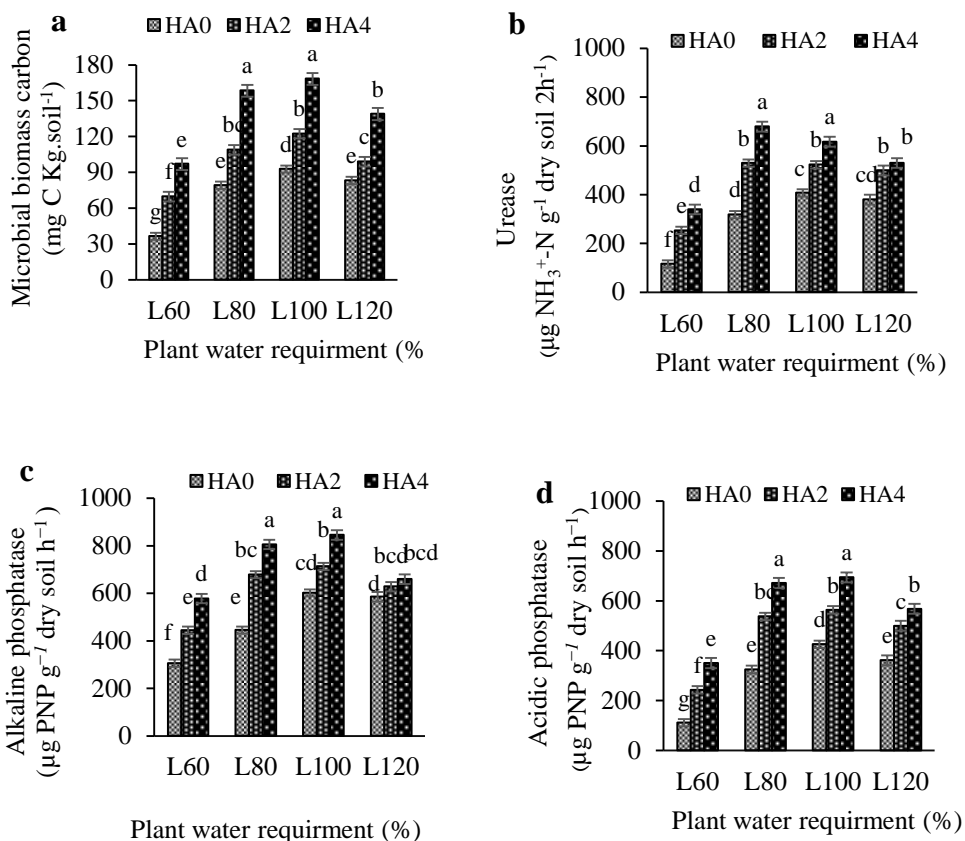 a
HA0 HA2 HA4
Microbial biomass carbon
(mg C Kg.soil-1)
180
150
120
90
60
30
0
g f e
e bc a
d b a
e c b
L60 L80 L100 L120
Plant water requirment (%
b
HA0 HA2 HA4
Urease
(µg NH3+-N g-1 dry soil 2h-1)
1000
800
600
400
200
0
f e d
d b a
c b a
cd b b
L60 L80 L100 L120
Plant water requirment (%)
c
HA0 HA2 HA4
Alkaline phosphatase
(µg PNP g−1 dry soil h−1)
1000
800
600
400
200
0
f e d
e bc a
cd b a
d bcd bcd
L60 L80 L100 L120
Plant water requirment (%)
d
HA0 HA2 HA4
Acidic phosphatase
(µg PNP g−1 dry soil h−1)
1000
800
600
400
200
0
g f e
e bc a
d b a
e c b
L60 L80 L100 L120
Plant water requirment (%)